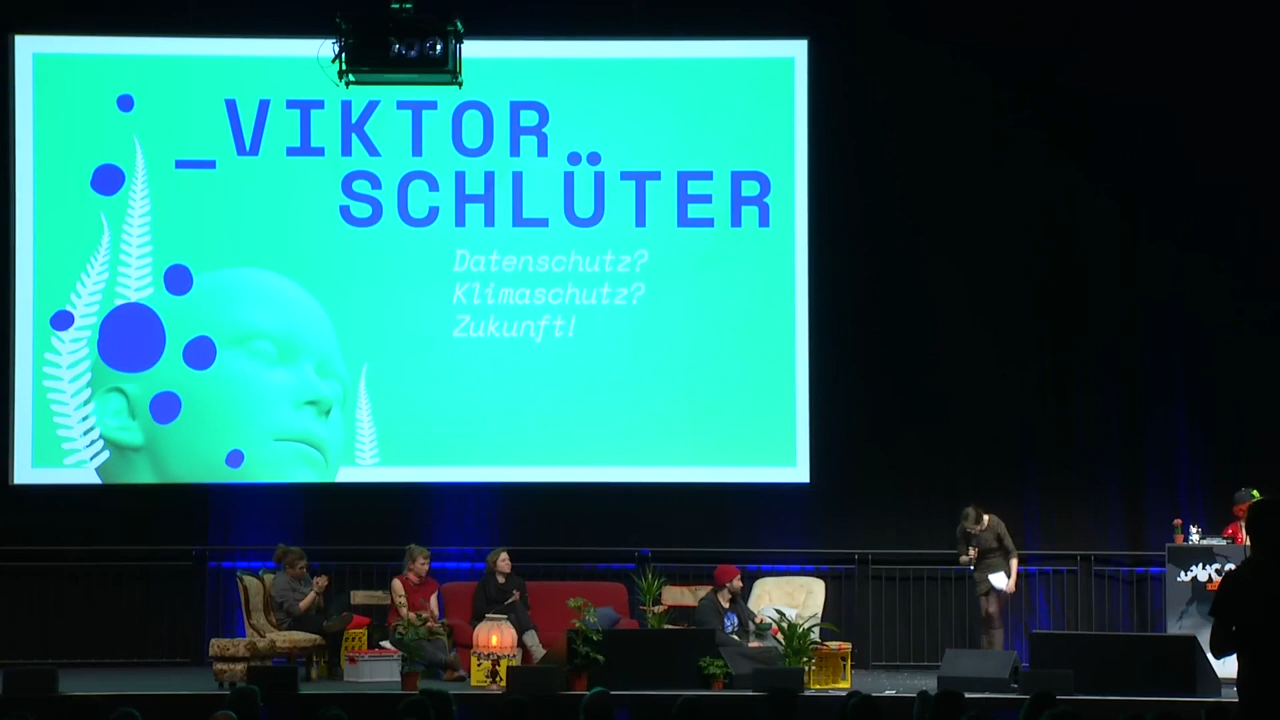 _VIKTOR
SCHLÜTER
Datenschutz?
Klimaschutz?
Zukunft!